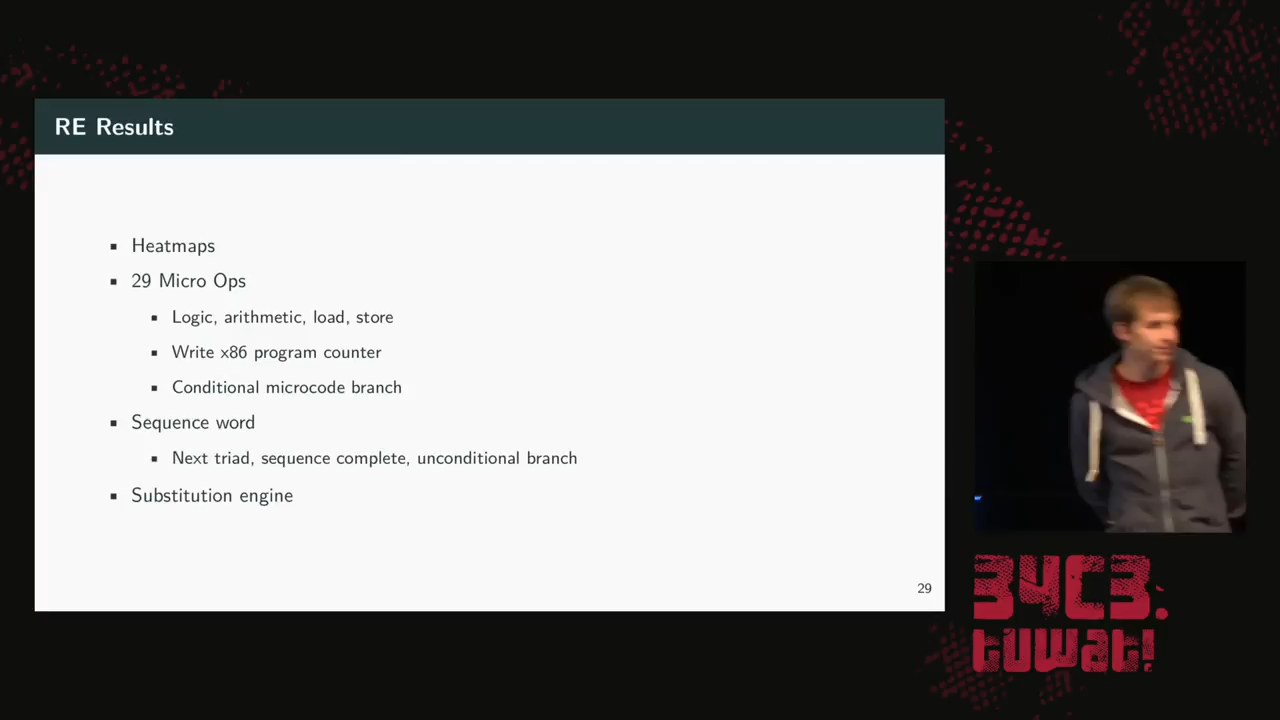 RE Results
Heatmaps
29 Micro Ops
Logic, arithmetic, load, store
Write x86 program counter
Conditional microcode branch
Sequence word
Next triad, sequence complete, unconditional branch
Substitution engine
29
34C3.
tuwat!